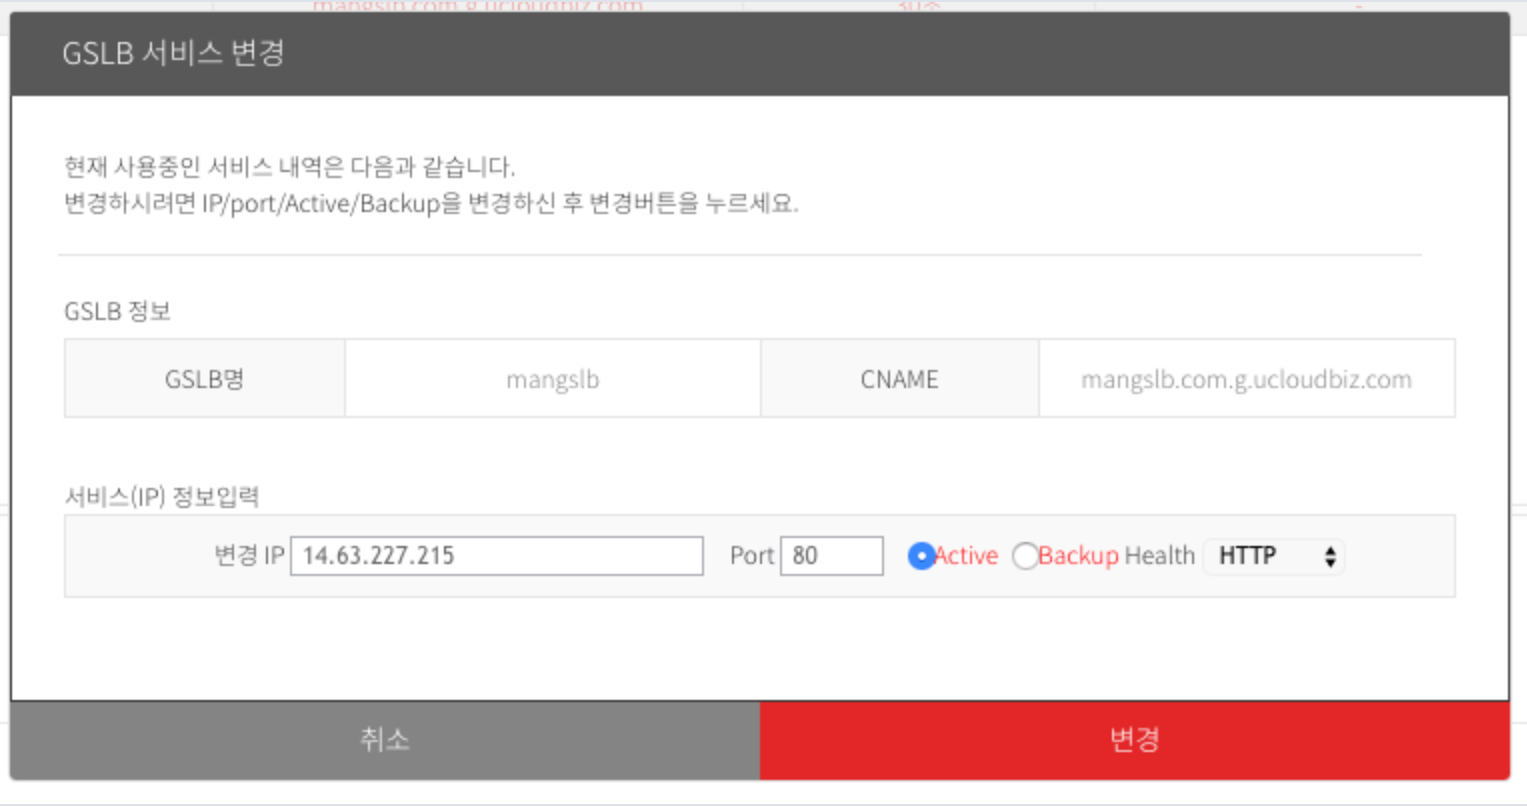 GSLB 서비스 변경
현재 사용중인 서비스 내역은 다음과 같습니다.
변경하시려면 IP/port/Active/Backup을 변경하신 후 변경버튼을 누르세요.
GSLB 정보
GSLB명 mangslb CNAME mangslb.com.g.ucloudbiz.com
서비스(IP) 정보입력
변경 IP 14.63.227.215 Port 80 Active Backup Health HTTP
취소 변경